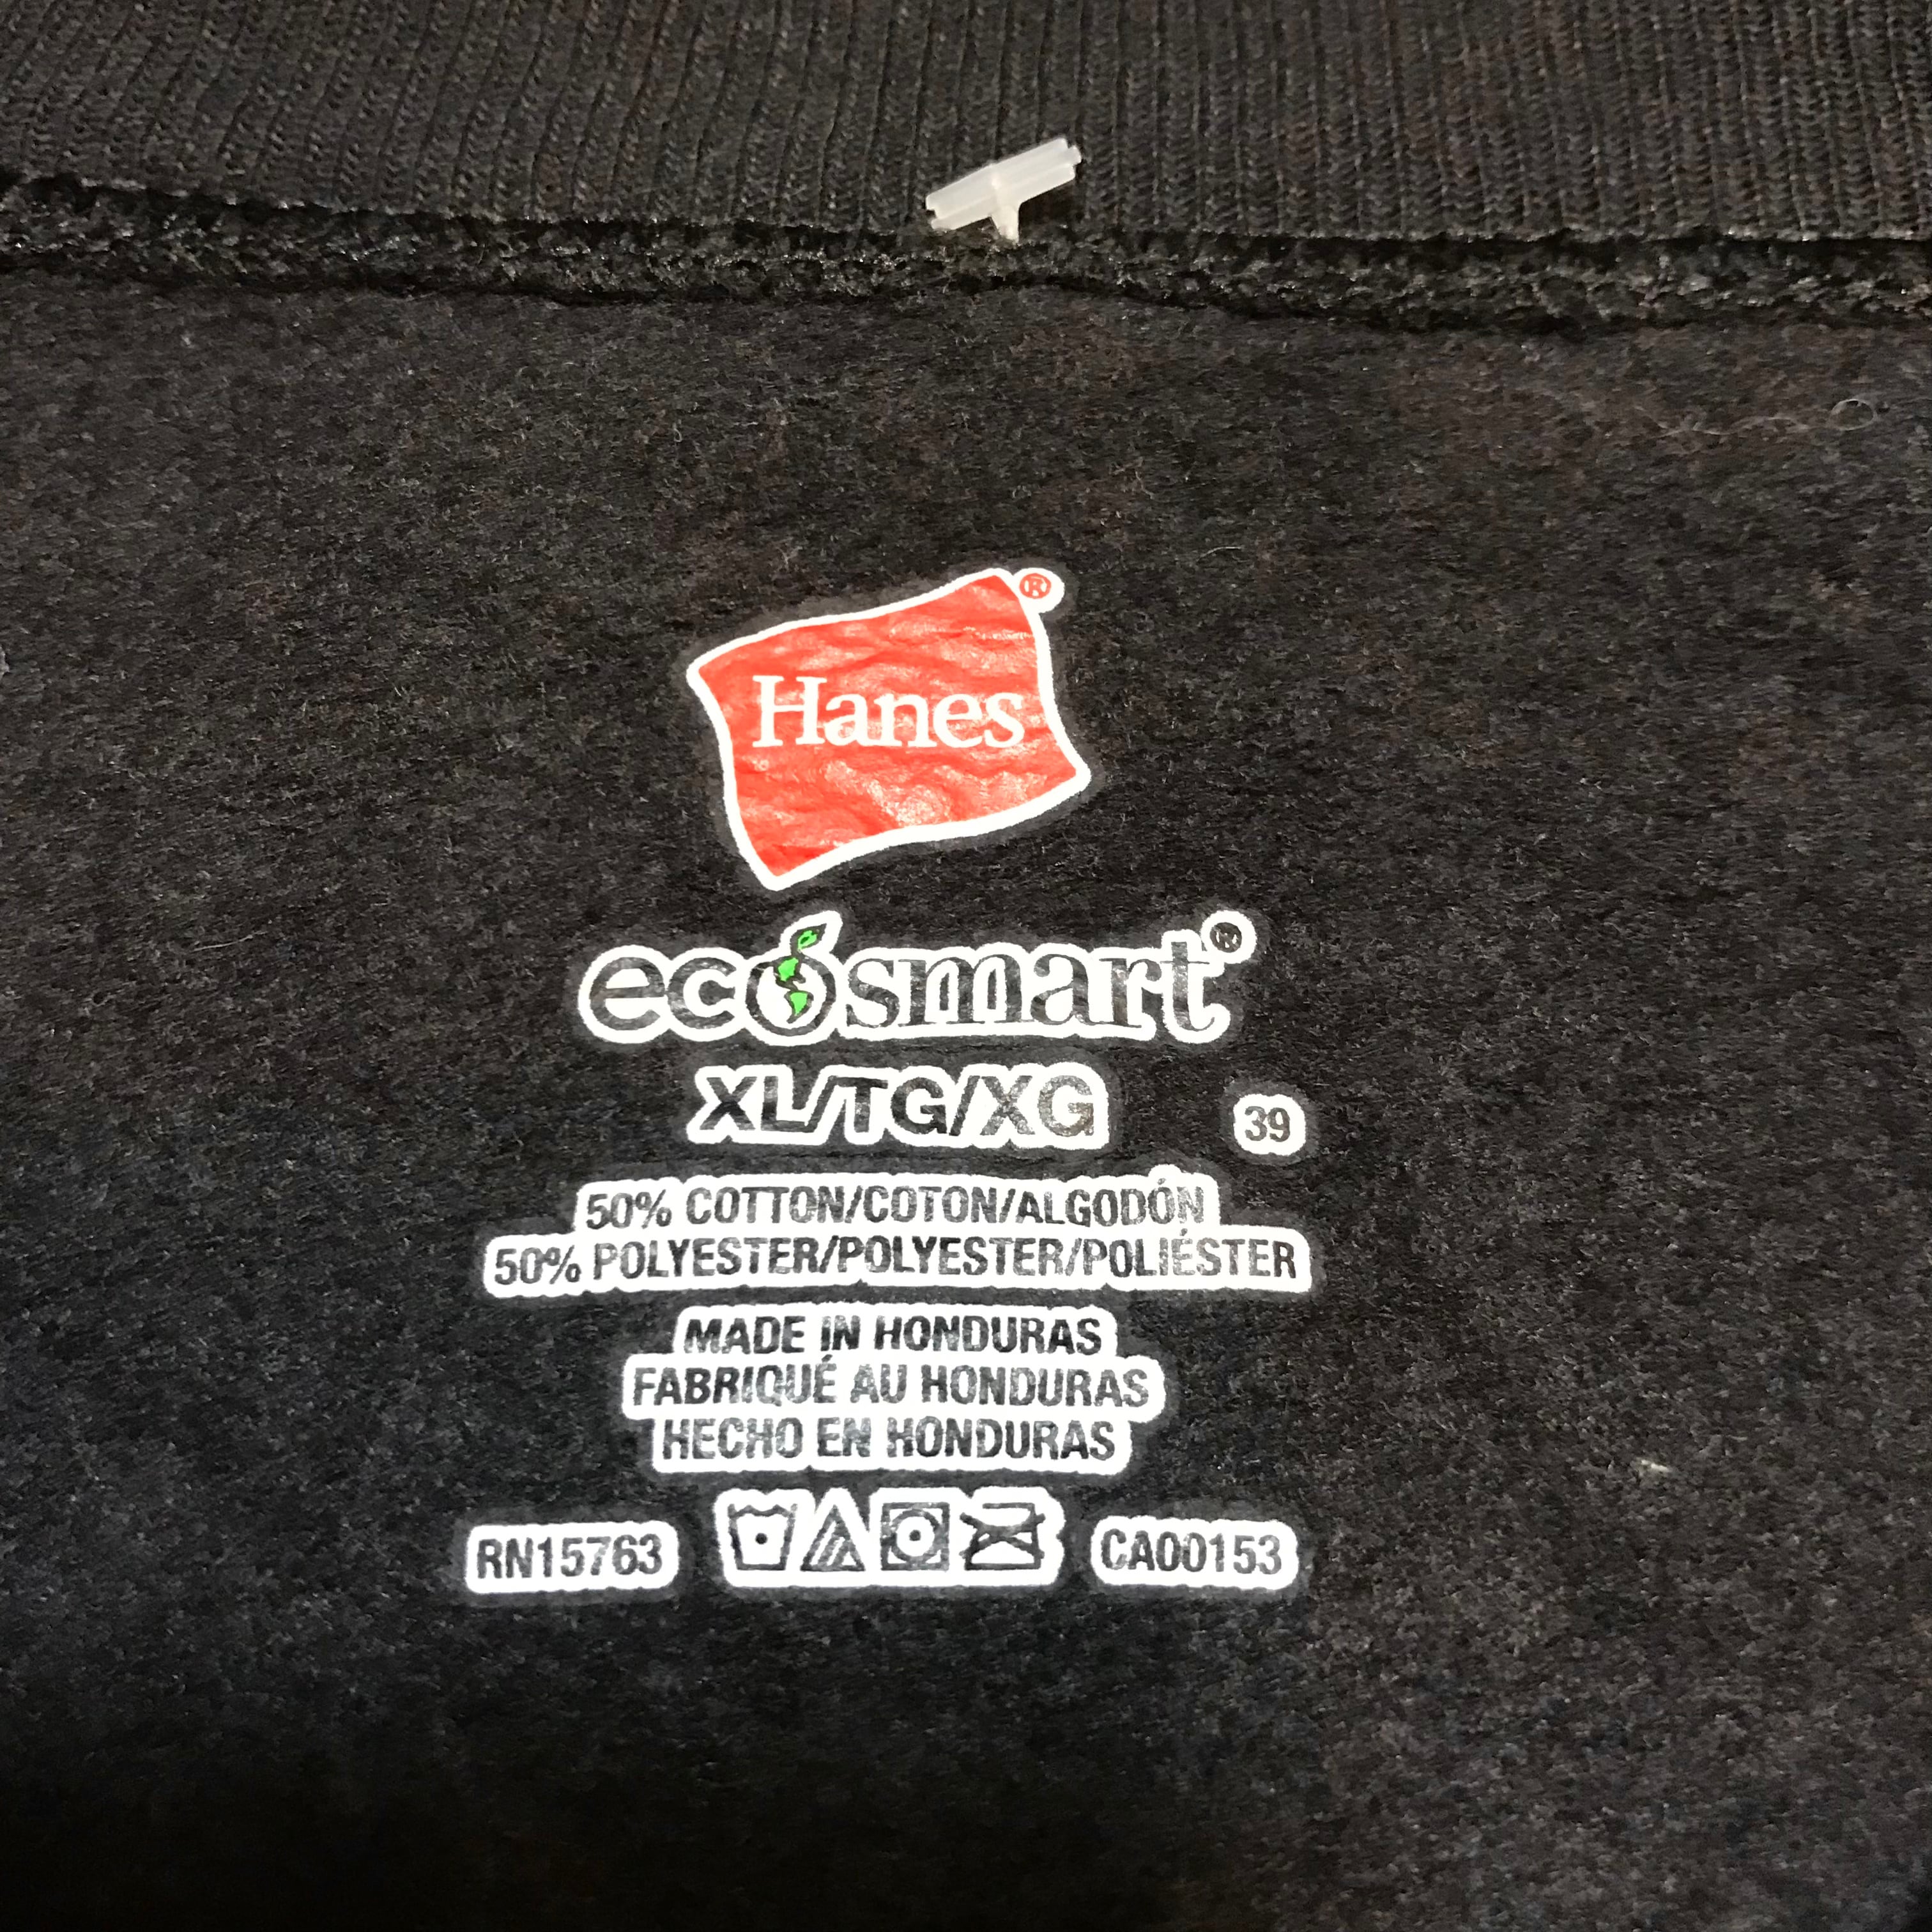 Hanes®
ecosmart®
XL/TG/XG 39
50% COTTON/COTON/ALGODÓN
50% POLYESTER/POLYESTER/POLIÉSTER
MADE IN HONDURAS
FABRIQUÉ AU HONDURAS
HECHO EN HONDURAS
RN15763 CA00153